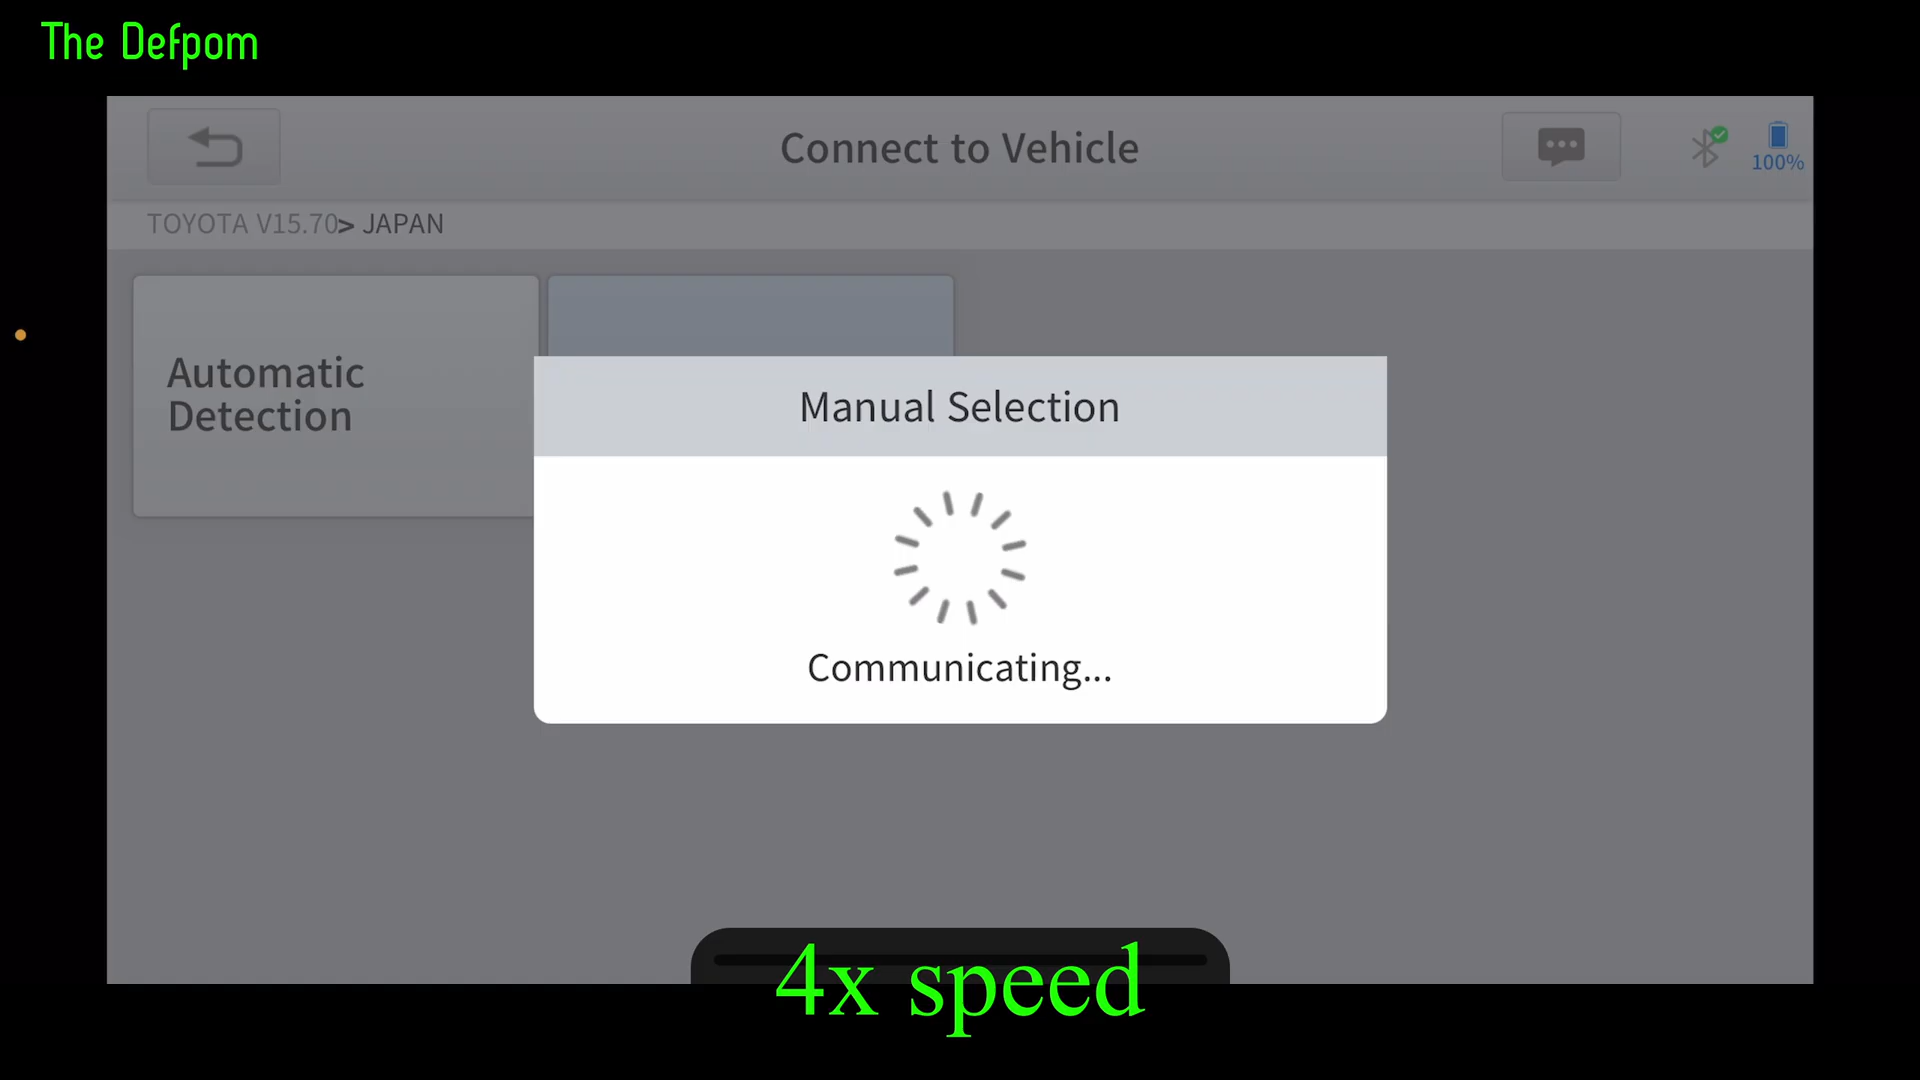 The Defpom
Connect to Vehicle
100%
TOYOTA V15.70> JAPAN
Automatic
Detection
Manual Selection
Communicating...
4x speed